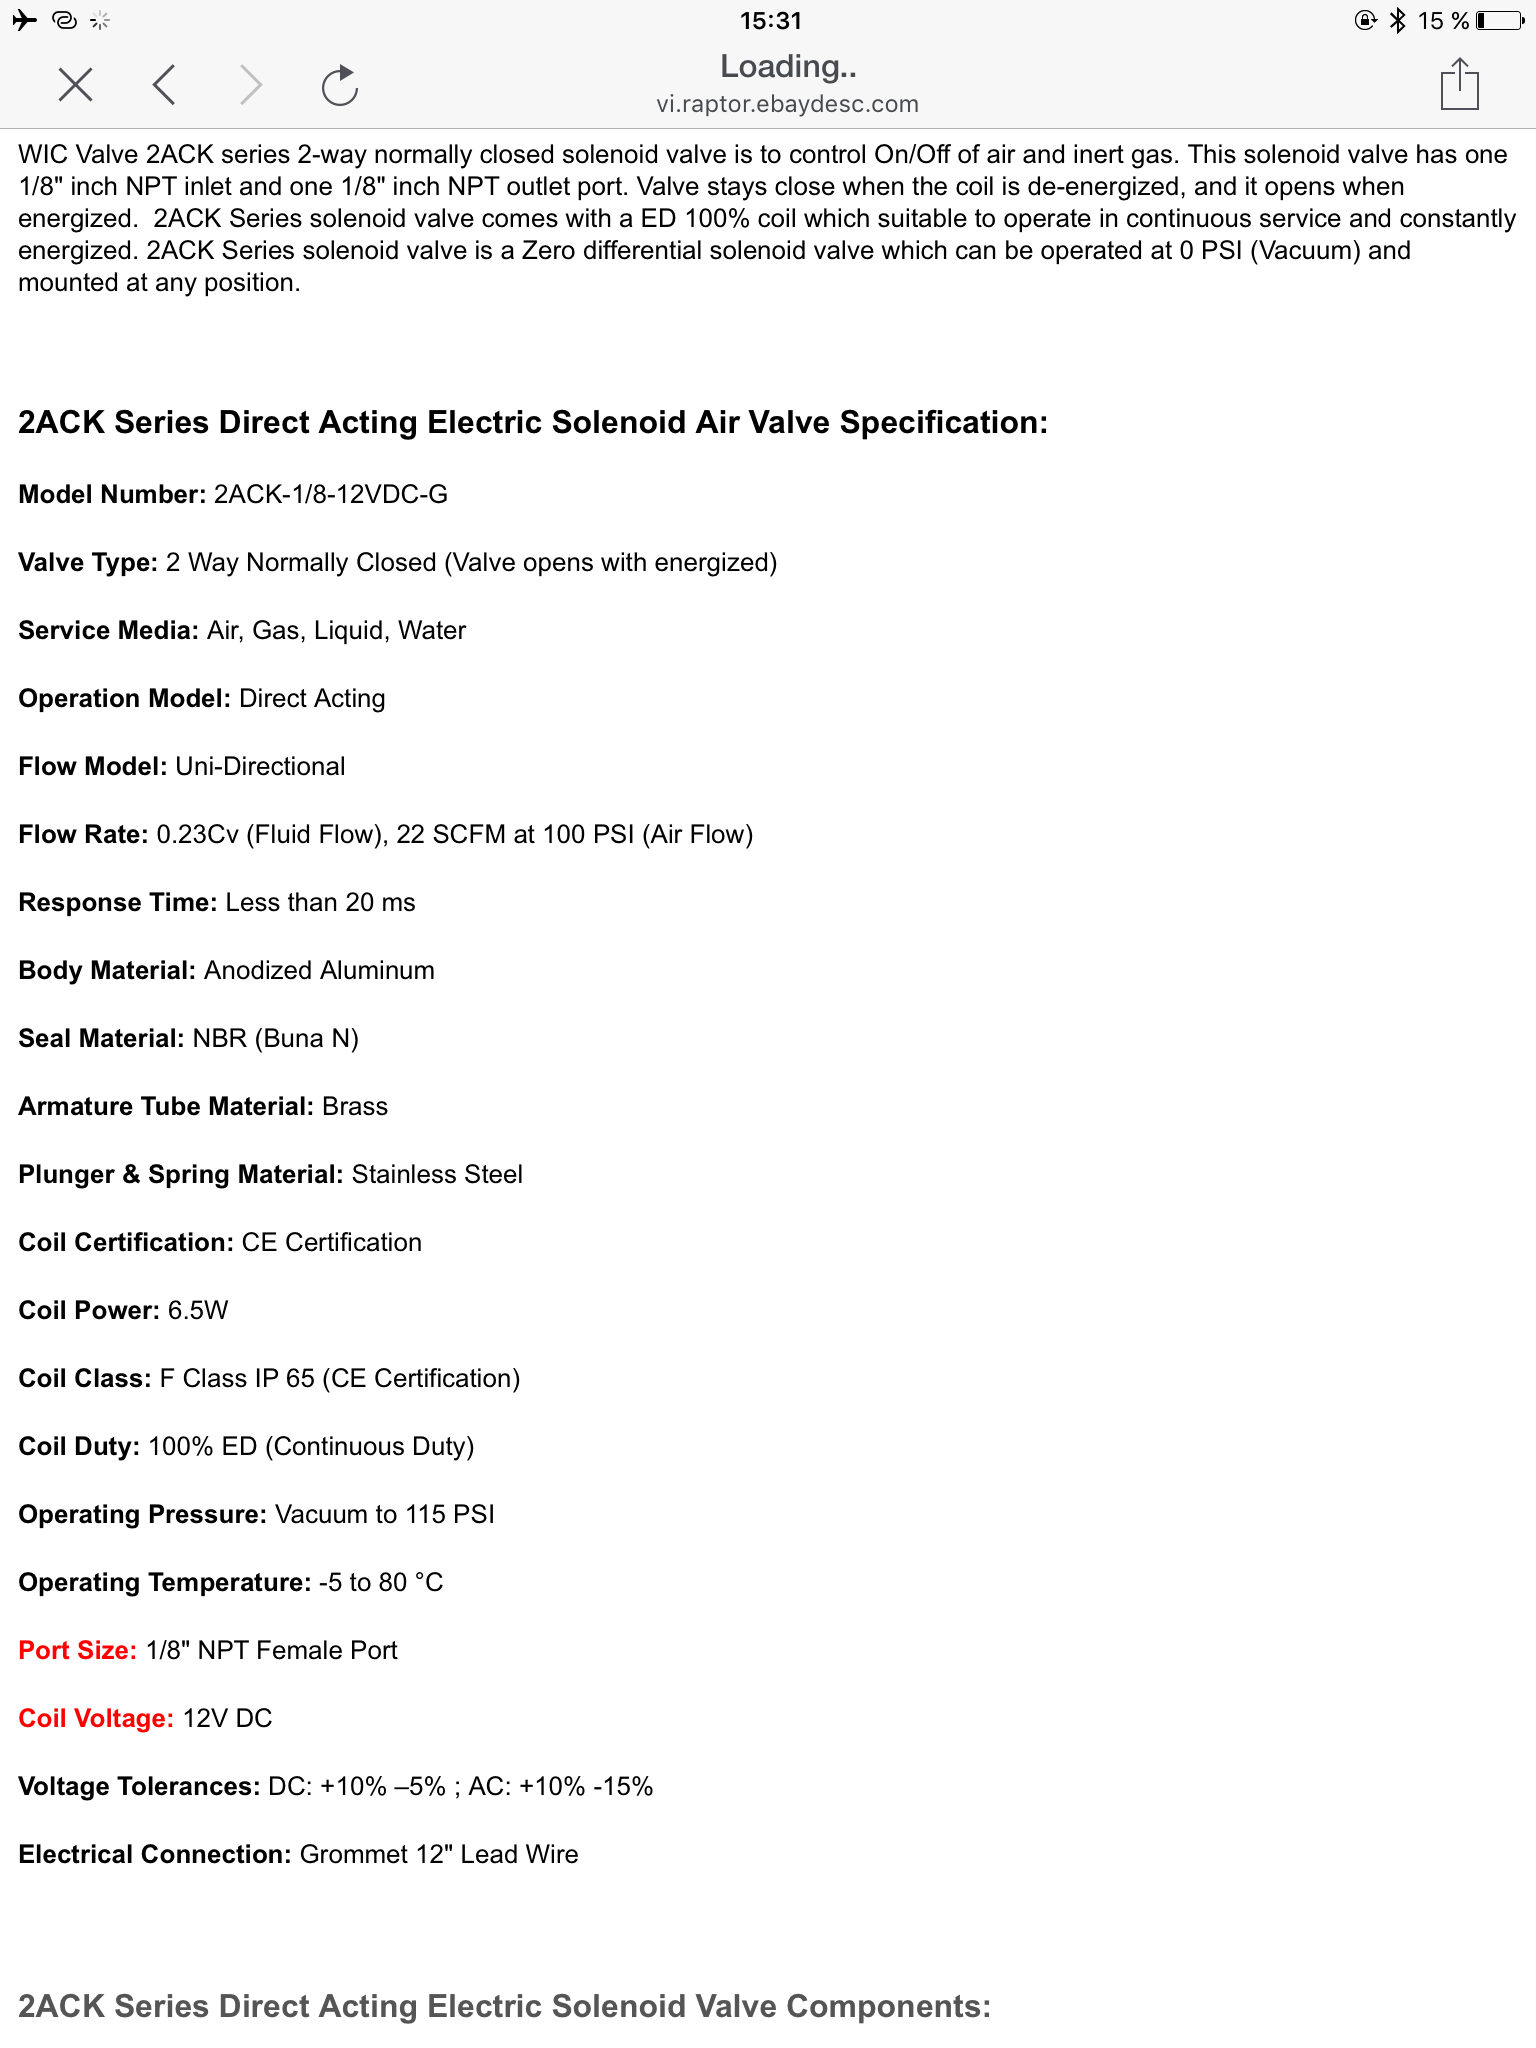 15:31
15 %
Loading..
vi.raptor.ebaydesc.com
WIC Valve 2ACK series 2-way normally closed solenoid valve is to control On/Off of air and inert gas. This solenoid valve has one
1/8" inch NPT inlet and one 1/8" inch NPT outlet port. Valve stays close when the coil is de-energized, and it opens when
energized.  2ACK Series solenoid valve comes with a ED 100% coil which suitable to operate in continuous service and constantly
energized. 2ACK Series solenoid valve is a Zero differential solenoid valve which can be operated at 0 PSI (Vacuum) and
mounted at any position.
2ACK Series Direct Acting Electric Solenoid Air Valve Specification:
Model Number: 2ACK-1/8-12VDC-G
Valve Type: 2 Way Normally Closed (Valve opens with energized)
Service Media: Air, Gas, Liquid, Water
Operation Model: Direct Acting
Flow Model: Uni-Directional
Flow Rate: 0.23Cv (Fluid Flow), 22 SCFM at 100 PSI (Air Flow)
Response Time: Less than 20 ms
Body Material: Anodized Aluminum
Seal Material: NBR (Buna N)
Armature Tube Material: Brass
Plunger & Spring Material: Stainless Steel
Coil Certification: CE Certification
Coil Power: 6.5W
Coil Class: F Class IP 65 (CE Certification)
Coil Duty: 100% ED (Continuous Duty)
Operating Pressure: Vacuum to 115 PSI
Operating Temperature: -5 to 80 °C
Port Size: 1/8" NPT Female Port
Coil Voltage: 12V DC
Voltage Tolerances: DC: +10% –5% ; AC: +10% -15%
Electrical Connection: Grommet 12" Lead Wire
2ACK Series Direct Acting Electric Solenoid Valve Components: